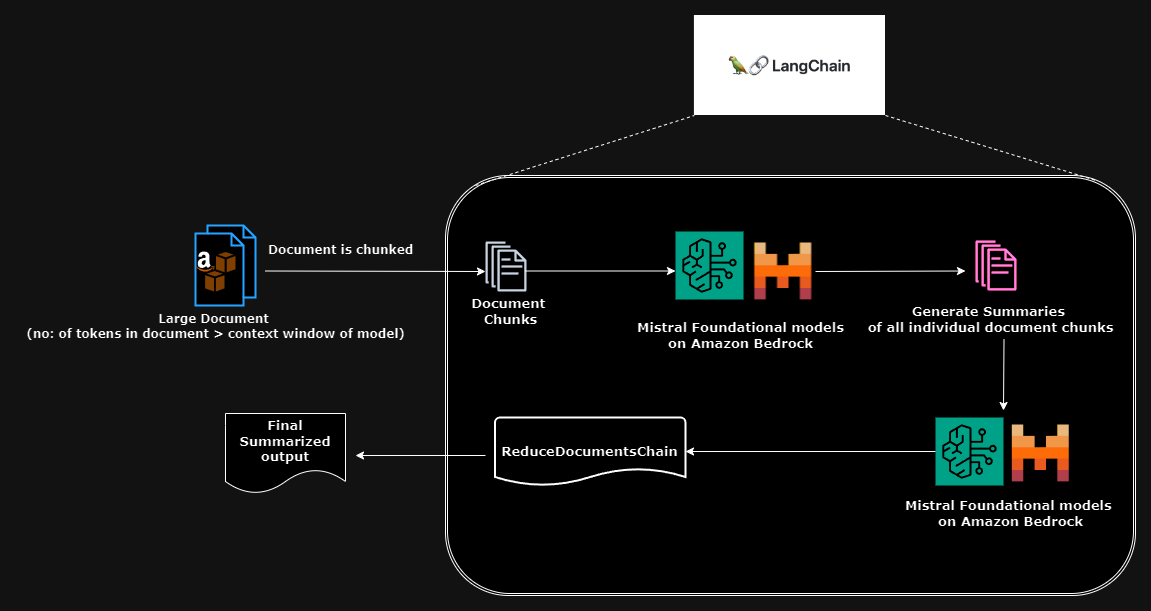 LangChain
Document is chunked
Large Document
(no: of tokens in document > context window of model)
Document
Chunks
Mistral Foundational models
on Amazon Bedrock
Generate Summaries
of all individual document chunks
Mistral Foundational models
on Amazon Bedrock
ReduceDocumentsChain
Final
Summarized
output